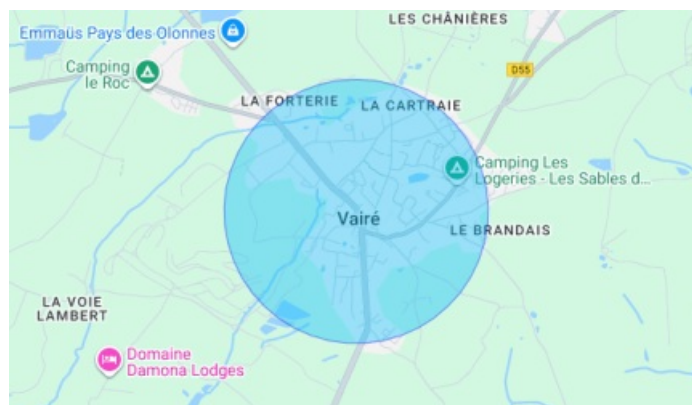 LES CHÂNIÈRES
Emmaüs Pays des Olonnes
Camping
le Roc
D55
LA FORTERIE
LA CARTRAIE
Camping Les
Logeries - Les Sables d...
Vairé
LE BRANDAIS
LA VOIE
LAMBERT
Domaine
Damona Lodges